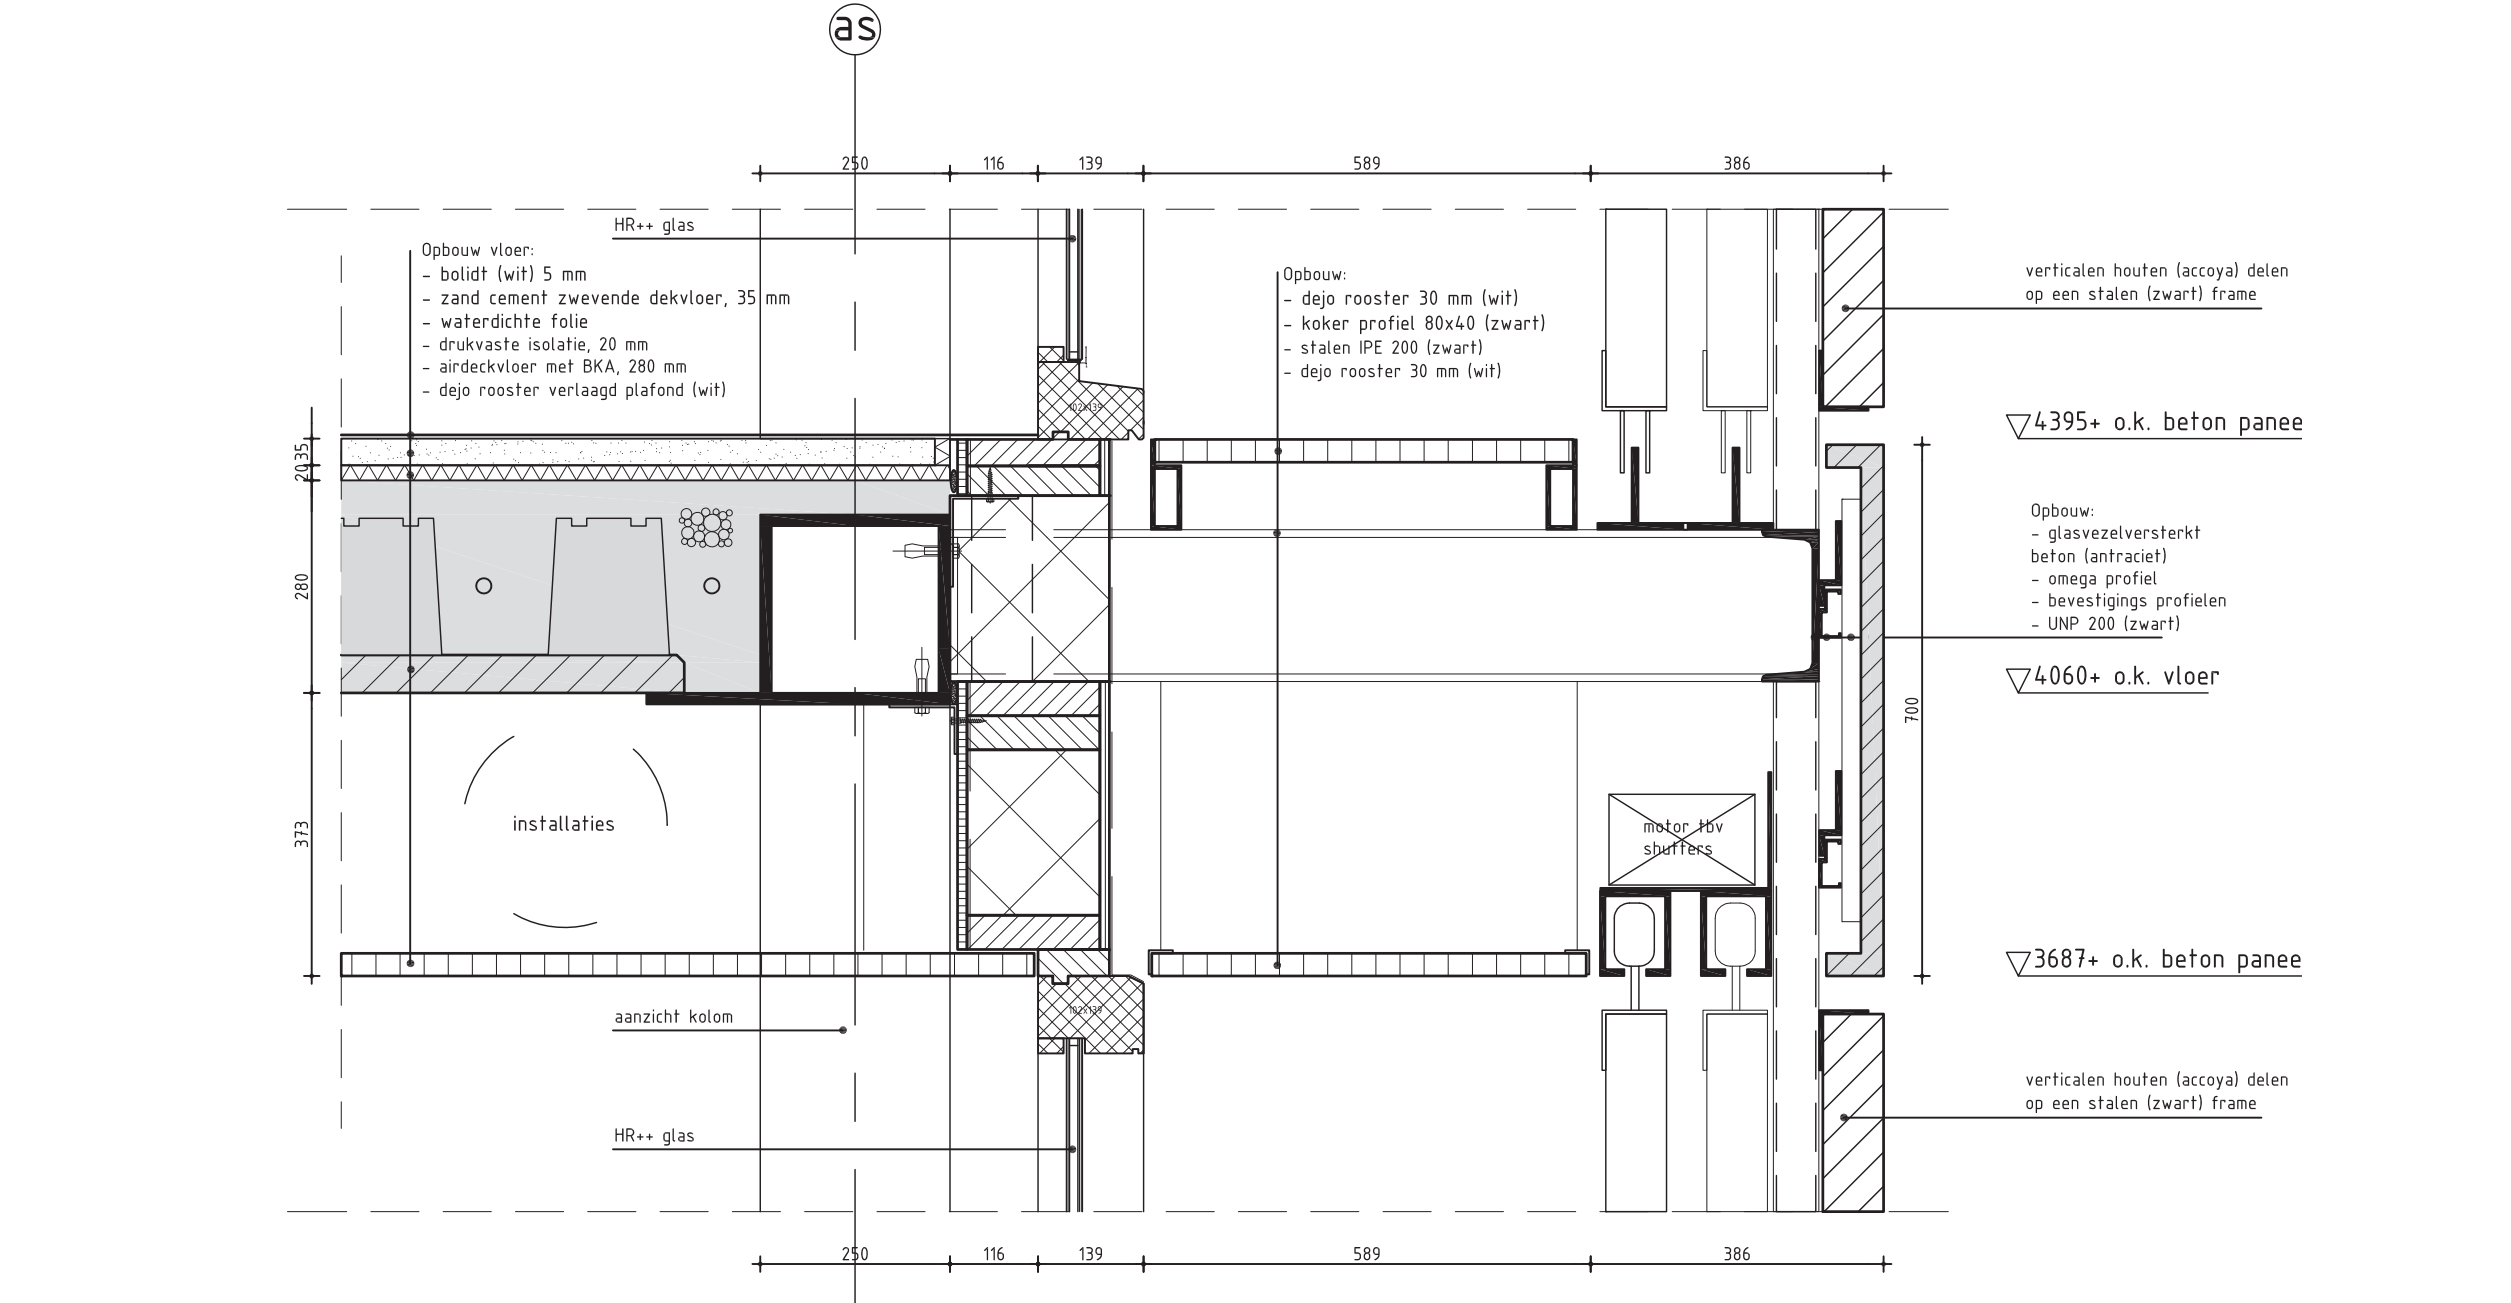 as
250
116
139
589
386
HR++ glas
Opbouw vloer:
- bolidt (wit) 5 mm
- zand cement zwevende dekvloer, 35 mm
- waterdichte folie
- drukvaste isolatie, 20 mm
- airdeckvloer met BKA, 280 mm
- dejo rooster verlaagd plafond (wit)
Opbouw:
- dejo rooster 30 mm (wit)
- koker profiel 80x40 (zwart)
- stalen IPE 200 (zwart)
- dejo rooster 30 mm (wit)
verticalen houten (accoya) delen
op een stalen (zwart) frame
102x139
4395+ o.k. beton panee
35
20
280
373
Opbouw:
- glasvezelversterkt
beton (antraciet)
- omega profiel
- bevestigings profielen
- UNP 200 (zwart)
4060+ o.k. vloer
700
installaties
motor tbv
shutters
3687+ o.k. beton panee
102x139
aanzicht kolom
verticalen houten (accoya) delen
op een stalen (zwart) frame
HR++ glas
250
116
139
589
386